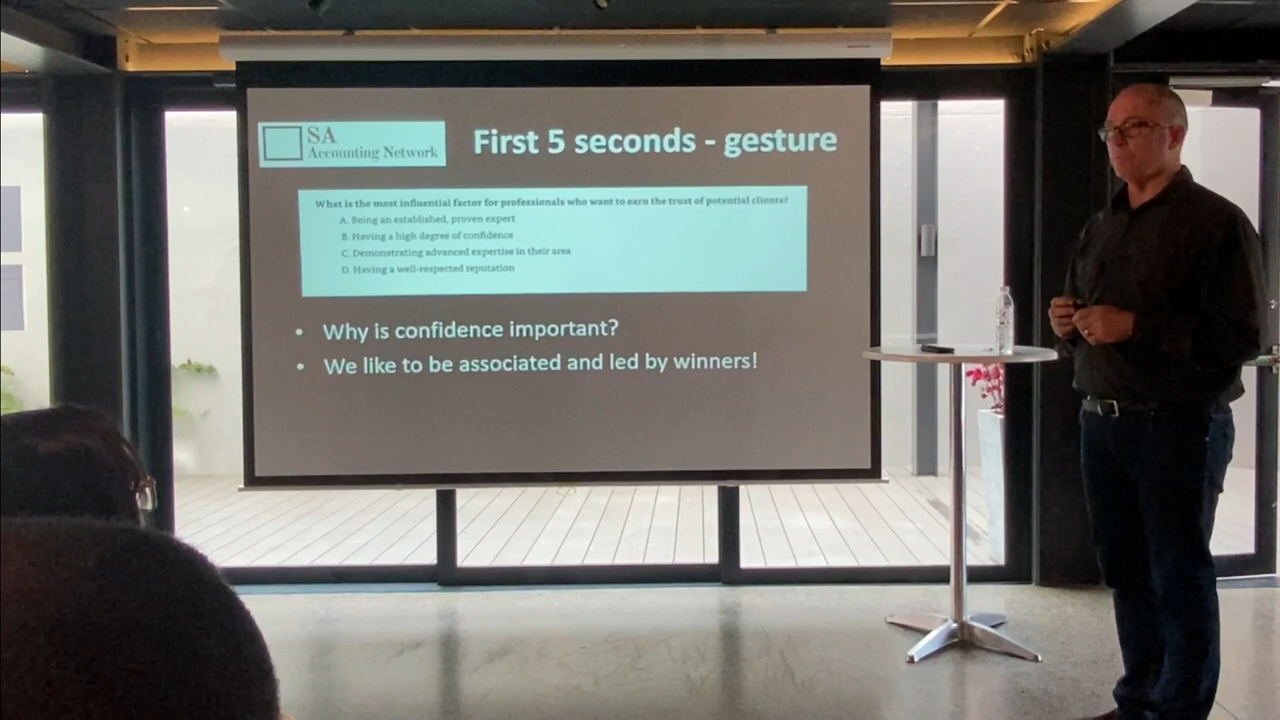 SA
Accounting Network
First 5 seconds - gesture
What is the most influential factor for professionals who want to earn the trust of potential clients?
A. Being an established, proven expert
B. Having a high degree of confidence
C. Demonstrating advanced expertise in their area
D. Having a well-respected reputation
• Why is confidence important?
• We like to be associated and led by winners!